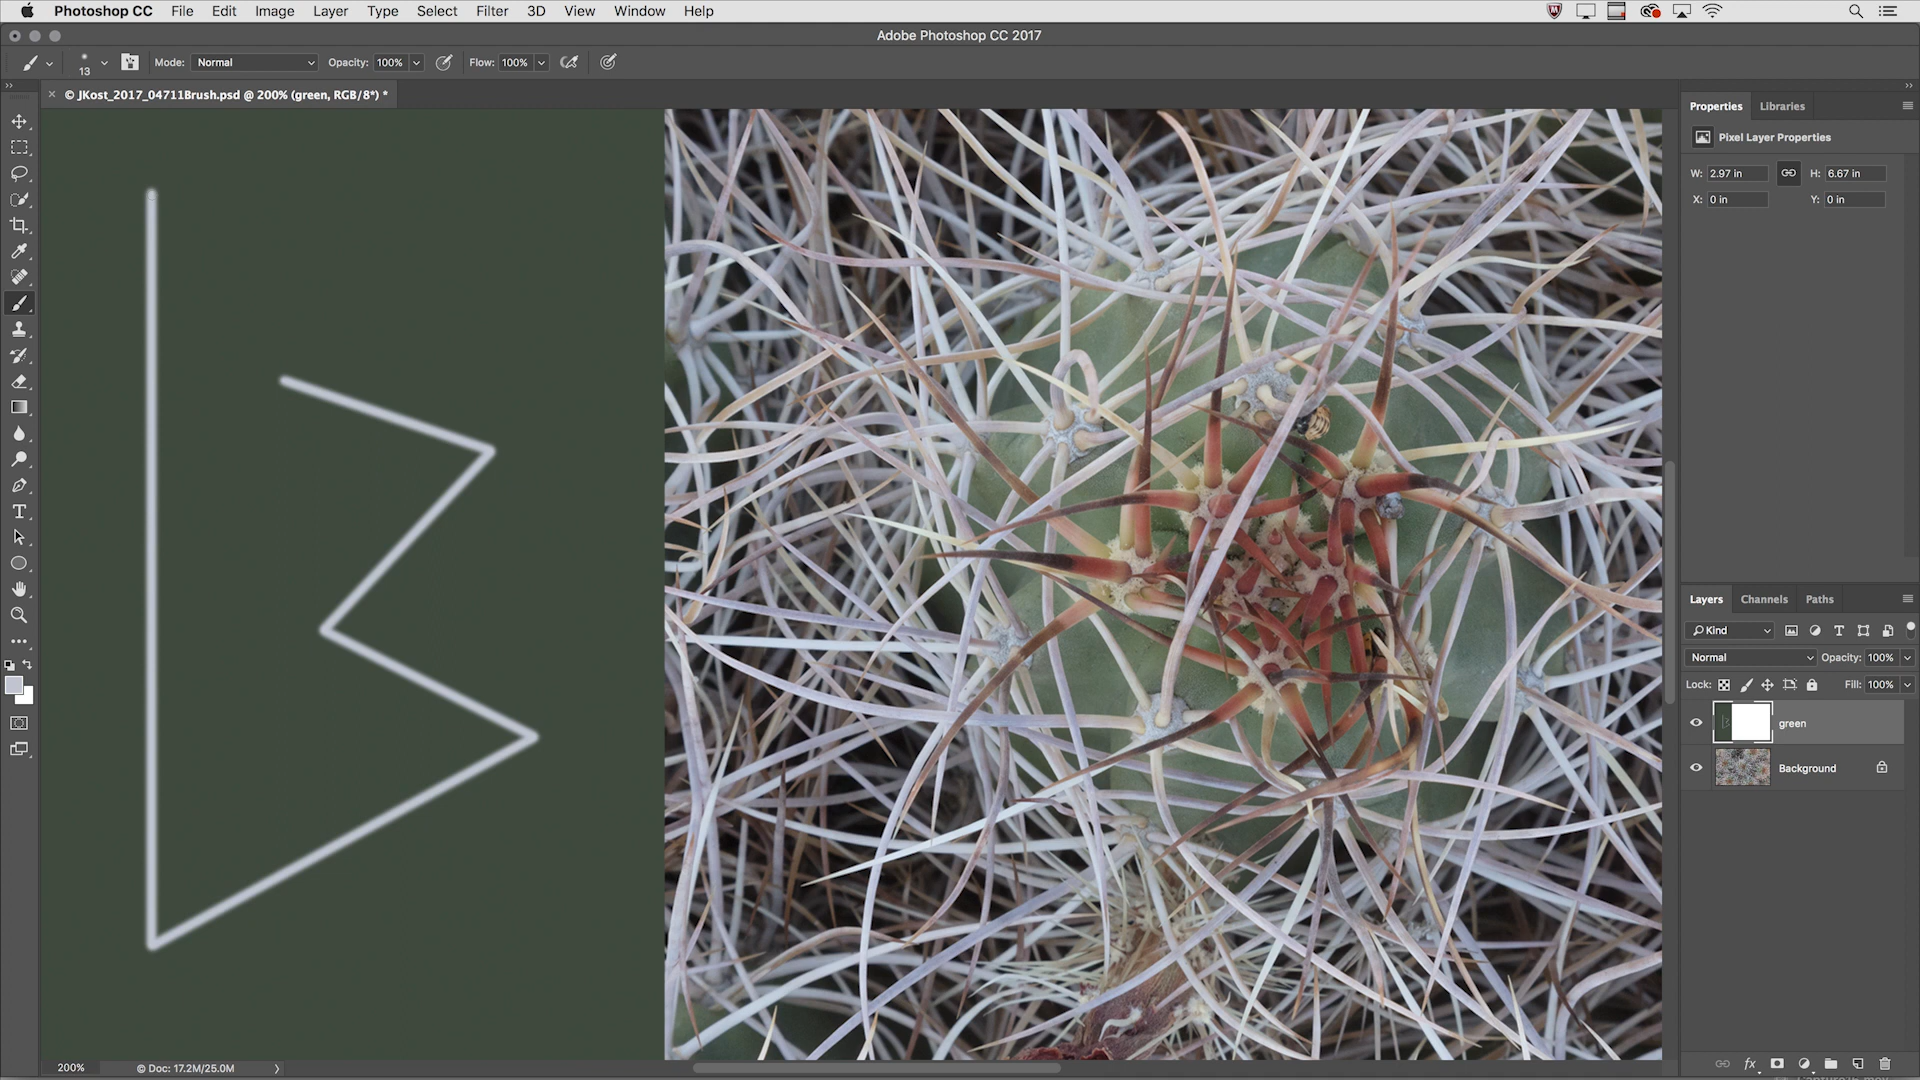 Photoshop CC File Edit Image Layer Type Select Filter 3D View Window Help
Adobe Photoshop CC 2017
13 Mode: Normal Opacity: 100% Flow: 100%
× © JKost_2017_04711Brush.psd @ 200% (green, RGB/8*) *
Properties Libraries
Pixel Layer Properties
W: 2.97 in H: 6.67 in
X: 0 in Y: 0 in
Layers Channels Paths
Kind
Normal Opacity: 100%
Lock: Fill: 100%
green
Background
200% © Doc: 17.2M/25.0M
fx